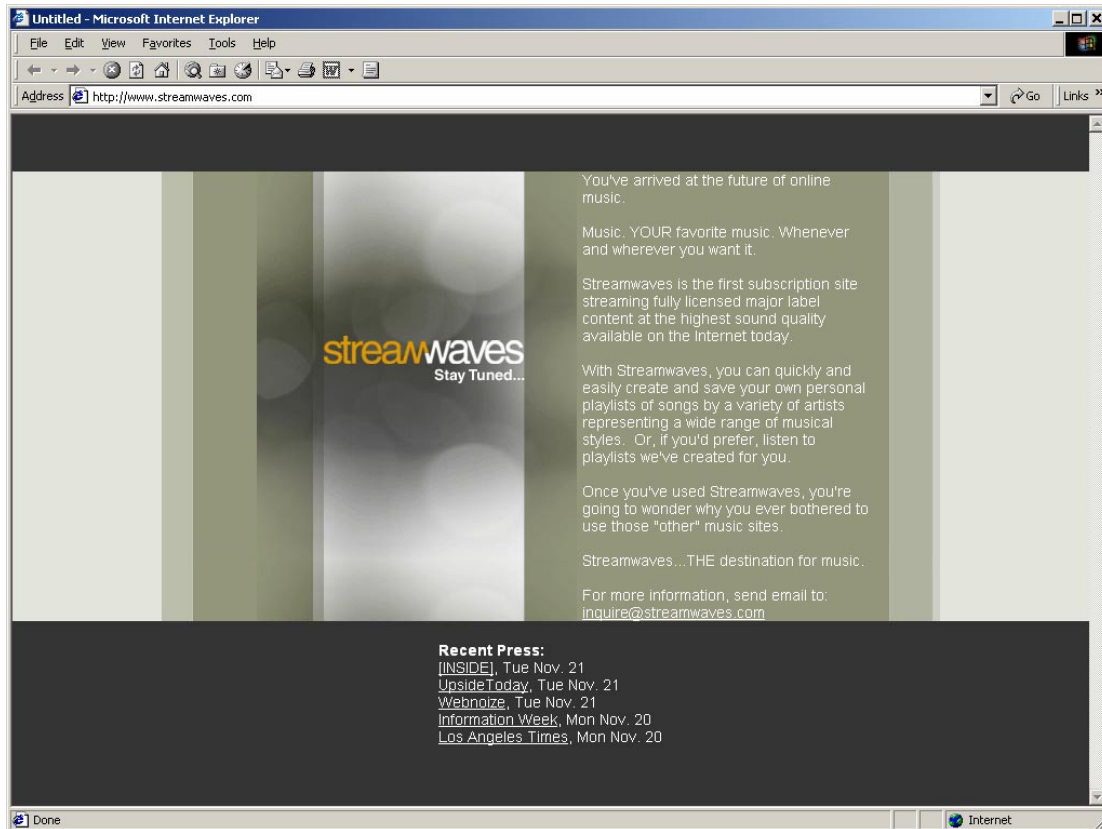 Untitled - Microsoft Internet Explorer
File Edit View Favorites Tools Help
Address http://www.streamwaves.com Go Links »
You've arrived at the future of online
music.
Music. YOUR favorite music. Whenever
and wherever you want it.
Streamwaves is the first subscription site
streaming fully licensed major label
content at the highest sound quality
available on the Internet today.
With Streamwaves, you can quickly and
easily create and save your own personal
playlists of songs by a variety of artists
representing a wide range of musical
styles.  Or, if you'd prefer, listen to
playlists we've created for you.
Once you've used Streamwaves, you're
going to wonder why you ever bothered to
use those "other" music sites.
Streamwaves...THE destination for music.
For more information, send email to:
inquire@streamwaves.com
streamwaves
Stay Tuned...
Recent Press:
[INSIDE], Tue Nov. 21
UpsideToday, Tue Nov. 21
Webnoize, Tue Nov. 21
Information Week, Mon Nov. 20
Los Angeles Times, Mon Nov. 20
Done Internet